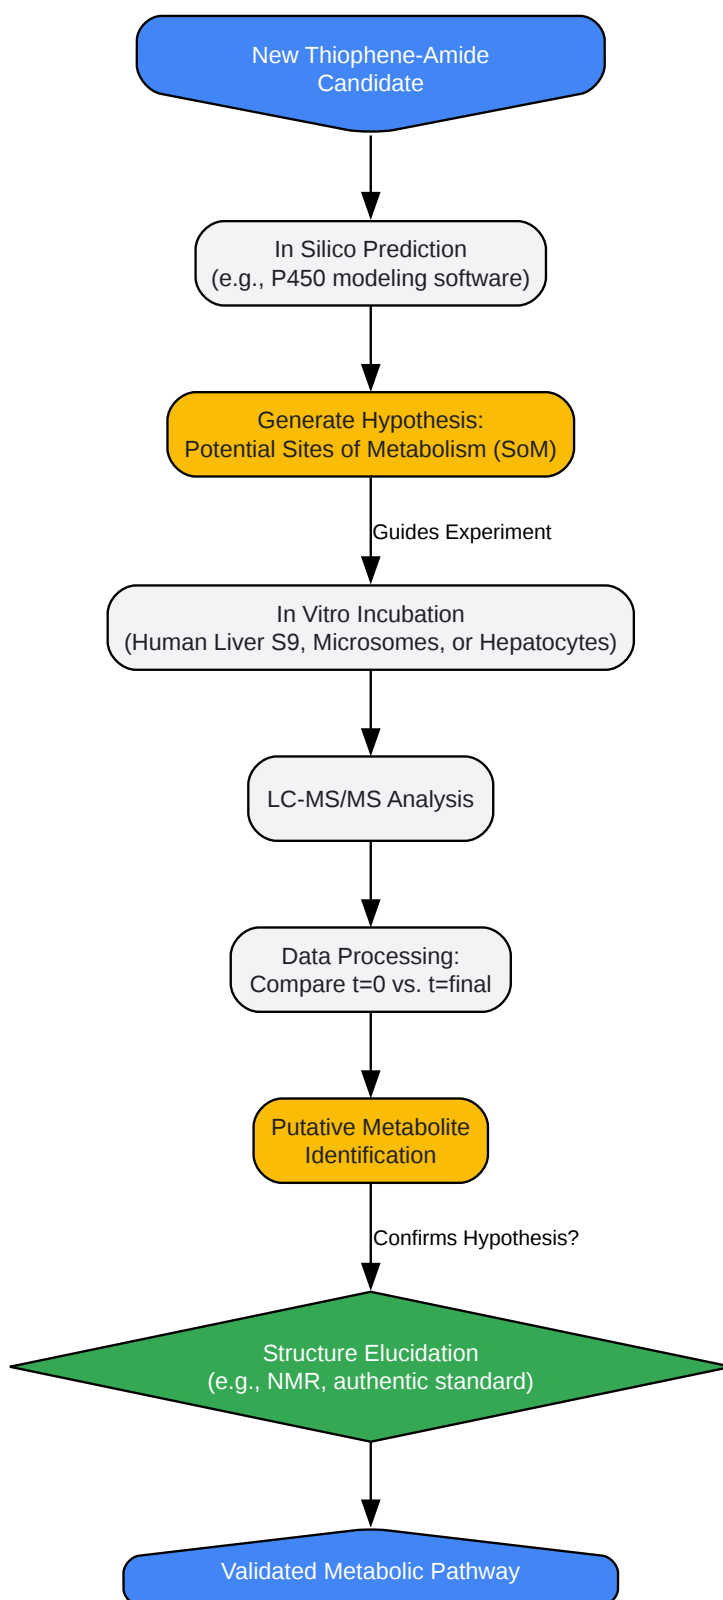 New Thiophene-Amide
Candidate
In Silico Prediction
(e.g., P450 modeling software)
Generate Hypothesis:
Potential Sites of Metabolism (SoM)
Guides Experiment
In Vitro Incubation
(Human Liver S9, Microsomes, or Hepatocytes)
LC-MS/MS Analysis
Data Processing:
Compare t=0 vs. t=final
Putative Metabolite
Identification
Confirms Hypothesis?
Structure Elucidation
(e.g., NMR, authentic standard)
Validated Metabolic Pathway